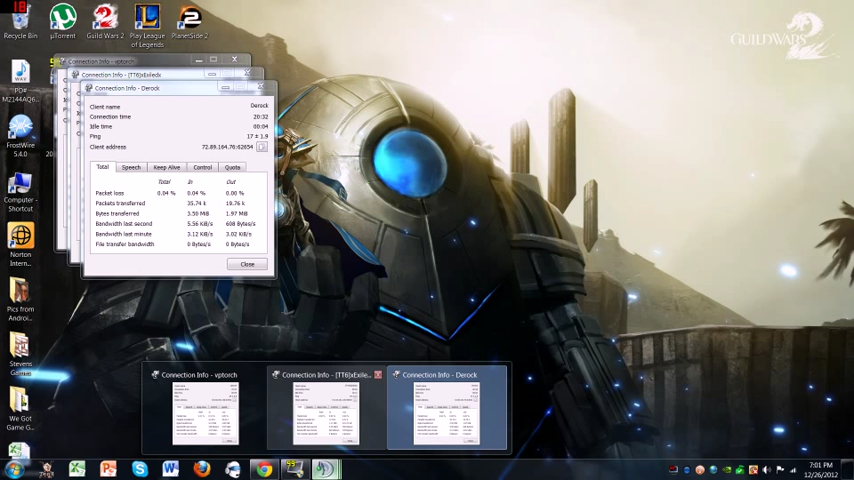 18
Recycle Bin
µTorrent
Guild Wars 2
Play League of Legends
PlanetSide 2
GUILDWARS 2
Connection Info - vptorch
Connection Info - [TT6]xExiledx
Connection Info - Derock
PD#
M2144AQ6...
FrostWire 5.4.0
Computer - Shortcut
Norton Intern...
Pics from Androi...
Stevens Games
We Got Game
Client name Derock
Connection time 20:32
Idle time 00:04
Ping 17 ± 1.9
Client address 72.89.164.76:62654
Total Speech Keep Alive Control Quota
Total In Out
Packet loss 0.04 % 0.04 % 0.00 %
Packets transferred 35.74 k 19.76 k
Bytes transferred 3.50 MiB 1.97 MiB
Bandwidth last second 5.56 KiB/s 608 Bytes/s
Bandwidth last minute 3.12 KiB/s 3.02 KiB/s
File transfer bandwidth 0 Bytes/s 0 Bytes/s
Close
Connection Info - vptorch
Connection Info - [TT6]xExile...
Connection Info - Derock
7:01 PM
12/26/2012